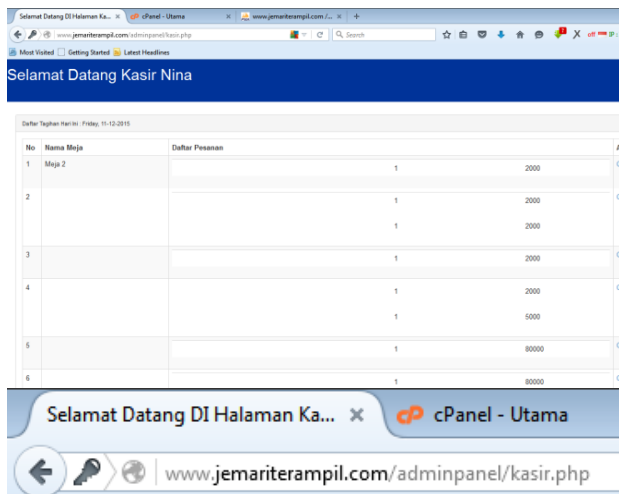 Selamat Datang DI Halaman Ka... × cPanel - Utama × www.jemariterampil.com /... × +
www.jemariterampil.com/adminpanel/kasir.php Search off IP:
Most Visited Getting Started Latest Headlines
Selamat Datang Kasir Nina
Daftar Tagihan Hari Ini : Friday, 11-12-2015
No Nama Meja Daftar Pesanan
1 Meja 2 1 2000
2 1 2000
1 2000
3 1 2000
4 1 2000
1 5000
5 1 80000
6 1 80000
Selamat Datang DI Halaman Ka... × cPanel - Utama
www.jemariterampil.com/adminpanel/kasir.php